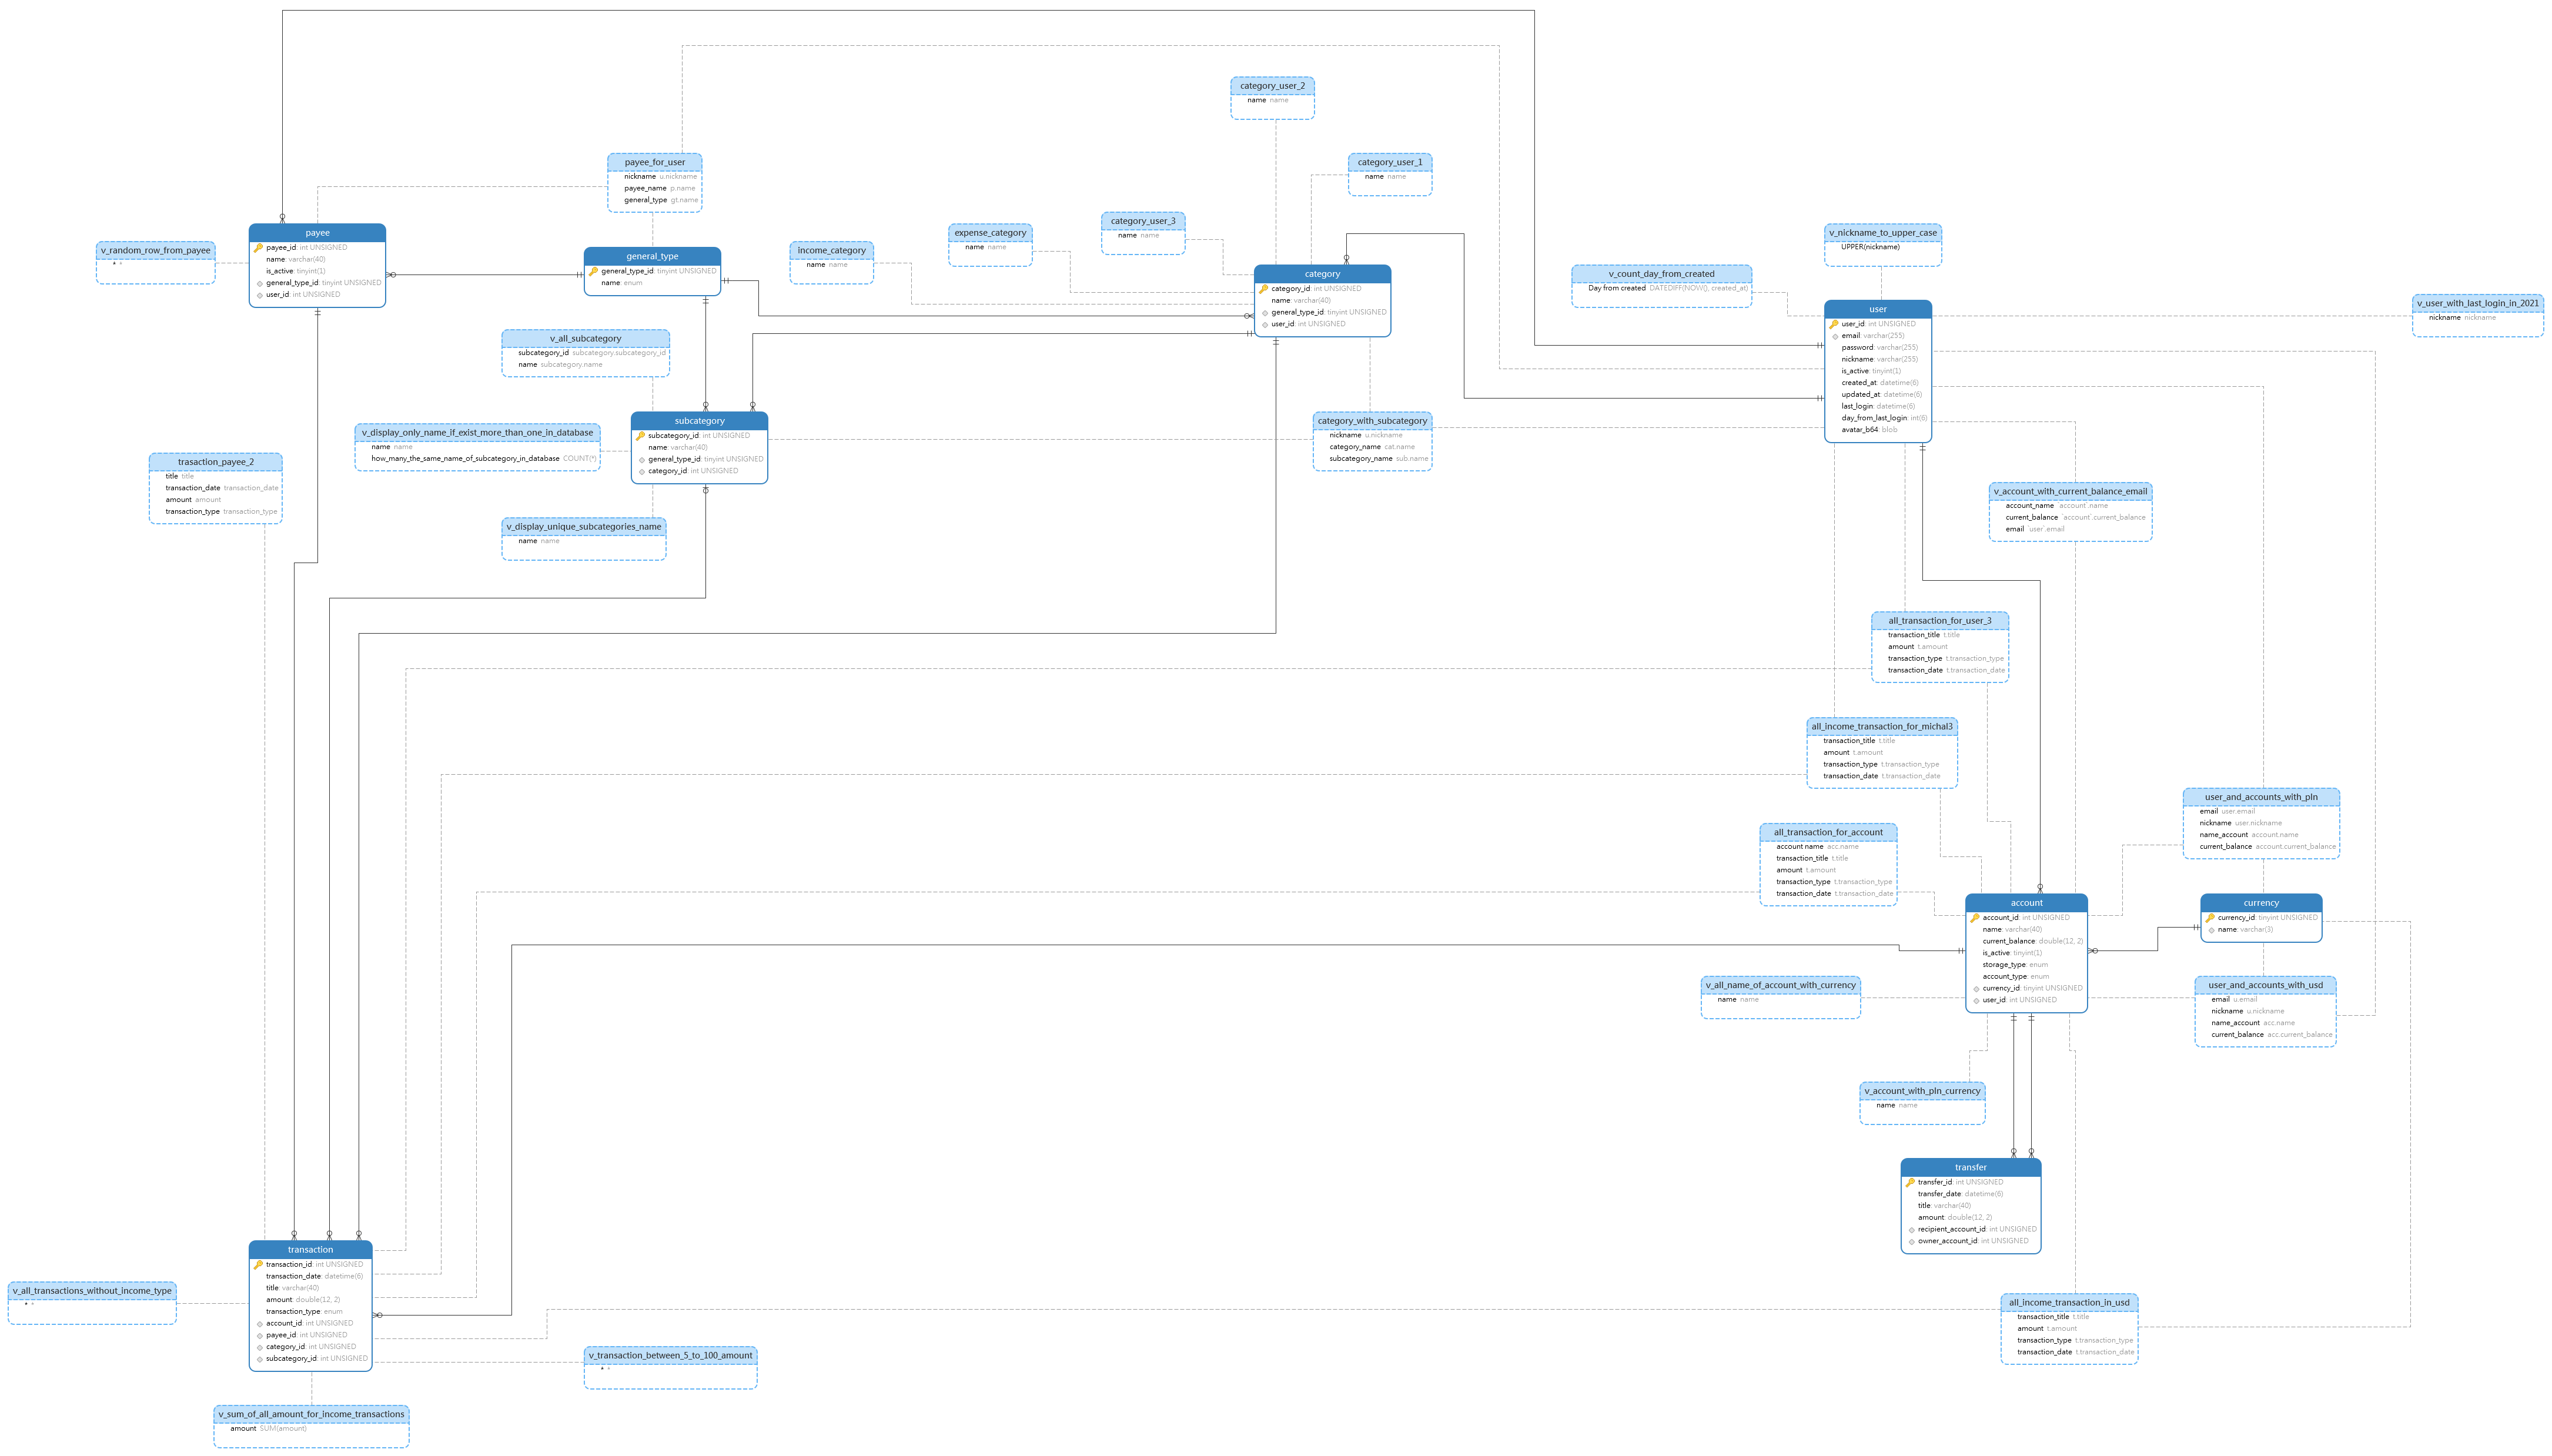 category_user_2
name name
payee_for_user
nickname u.nickname
payee_name p.name
general_type gt.name
category_user_1
name name
payee
payee_id: int UNSIGNED
name: varchar(40)
is_active: tinyint(1)
general_type_id: tinyint UNSIGNED
user_id: int UNSIGNED
v_random_row_from_payee
* *
general_type
general_type_id: tinyint UNSIGNED
name: enum
income_category
name name
expense_category
name name
category_user_3
name name
category
category_id: int UNSIGNED
name: varchar(40)
general_type_id: tinyint UNSIGNED
user_id: int UNSIGNED
v_nickname_to_upper_case
UPPER(nickname)
v_count_day_from_created
Day from created DATEDIFF(NOW(), created_at)
user
user_id: int UNSIGNED
email: varchar(255)
password: varchar(255)
nickname: varchar(255)
is_active: tinyint(1)
created_at: datetime(6)
updated_at: datetime(6)
last_login: datetime(6)
day_from_last_login: int(6)
avatar_b64: blob
v_user_with_last_login_in_2021
nickname nickname
v_all_subcategory
subcategory_id subcategory.subcategory_id
name subcategory.name
v_display_only_name_if_exist_more_than_one_in_database
name name
how_many_the_same_name_of_subcategory_in_database COUNT(*)
subcategory
subcategory_id: int UNSIGNED
name: varchar(40)
general_type_id: tinyint UNSIGNED
category_id: int UNSIGNED
category_with_subcategory
nickname u.nickname
category_name cat.name
subcategory_name sub.name
trasaction_payee_2
title title
transaction_date transaction_date
amount amount
transaction_type transaction_type
v_display_unique_subcategories_name
name name
v_account_with_current_balance_email
account_name `account`.name
current_balance `account`.current_balance
email `user`.email
all_transaction_for_user_3
transaction_title t.title
amount t.amount
transaction_type t.transaction_type
transaction_date t.transaction_date
all_income_transaction_for_michal3
transaction_title t.title
amount t.amount
transaction_type t.transaction_type
transaction_date t.transaction_date
user_and_accounts_with_pln
email user.email
nickname user.nickname
name_account account.name
current_balance account.current_balance
all_transaction_for_account
account name acc.name
transaction_title t.title
amount t.amount
transaction_type t.transaction_type
transaction_date t.transaction_date
account
account_id: int UNSIGNED
name: varchar(40)
current_balance: double(12, 2)
is_active: tinyint(1)
storage_type: enum
account_type: enum
currency_id: tinyint UNSIGNED
user_id: int UNSIGNED
currency
currency_id: tinyint UNSIGNED
name: varchar(3)
v_all_name_of_account_with_currency
name name
user_and_accounts_with_usd
email u.email
nickname u.nickname
name_account acc.name
current_balance acc.current_balance
v_account_with_pln_currency
name name
transfer
transfer_id: int UNSIGNED
transfer_date: datetime(6)
title: varchar(40)
amount: double(12, 2)
recipient_account_id: int UNSIGNED
owner_account_id: int UNSIGNED
transaction
transaction_id: int UNSIGNED
transaction_date: datetime(6)
title: varchar(40)
amount: double(12, 2)
transaction_type: enum
account_id: int UNSIGNED
payee_id: int UNSIGNED
category_id: int UNSIGNED
subcategory_id: int UNSIGNED
v_all_transactions_without_income_type
* *
all_income_transaction_in_usd
transaction_title t.title
amount t.amount
transaction_type t.transaction_type
transaction_date t.transaction_date
v_transaction_between_5_to_100_amount
* *
v_sum_of_all_amount_for_income_transactions
amount SUM(amount)